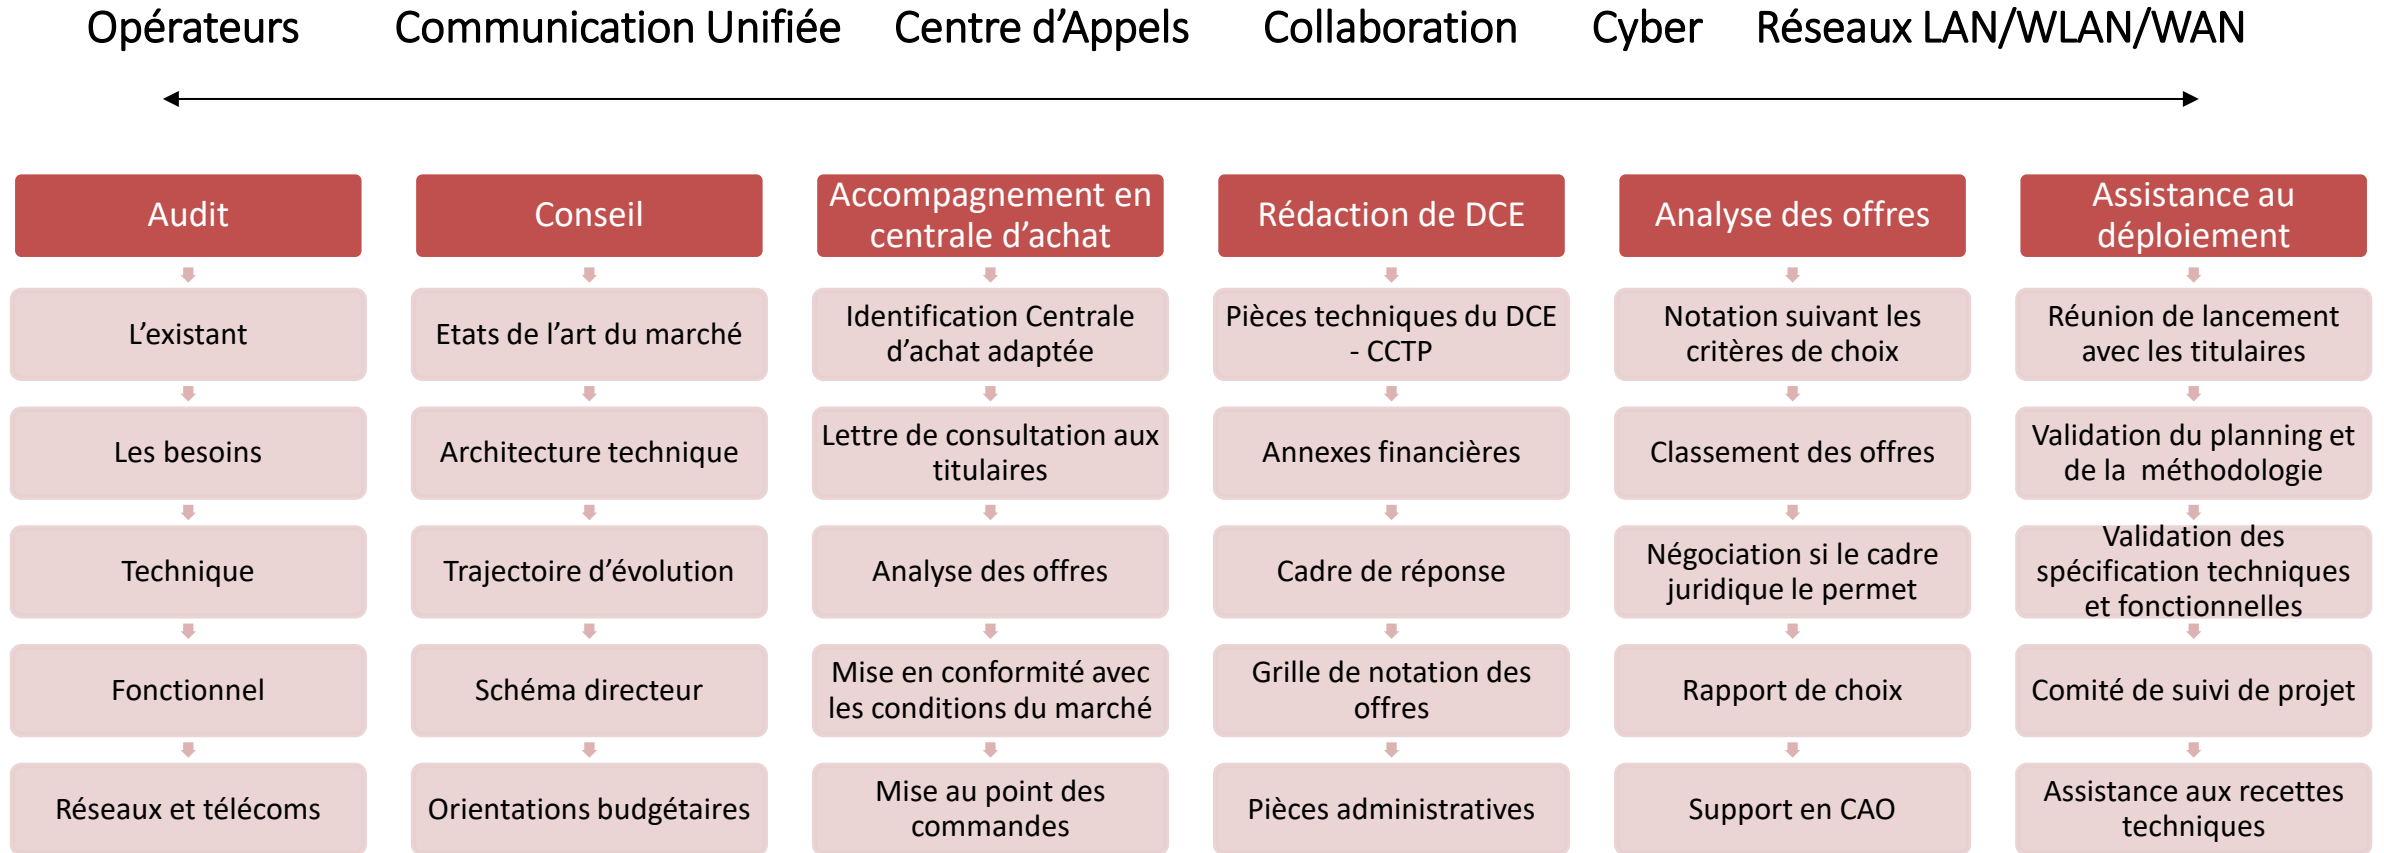 Opérateurs Communication Unifiée Centre d’Appels Collaboration Cyber Réseaux LAN/WLAN/WAN
Audit
L’existant
Les besoins
Technique
Fonctionnel
Réseaux et télécoms
Conseil
Etats de l’art du marché
Architecture technique
Trajectoire d’évolution
Schéma directeur
Orientations budgétaires
Accompagnement en
centrale d’achat
Identification Centrale
d’achat adaptée
Lettre de consultation aux
titulaires
Analyse des offres
Mise en conformité avec
les conditions du marché
Mise au point des
commandes
Rédaction de DCE
Pièces techniques du DCE
- CCTP
Annexes financières
Cadre de réponse
Grille de notation des
offres
Pièces administratives
Analyse des offres
Notation suivant les
critères de choix
Classement des offres
Négociation si le cadre
juridique le permet
Rapport de choix
Support en CAO
Assistance au
déploiement
Réunion de lancement
avec les titulaires
Validation du planning et
de la  méthodologie
Validation des
spécification techniques
et fonctionnelles
Comité de suivi de projet
Assistance aux recettes
techniques